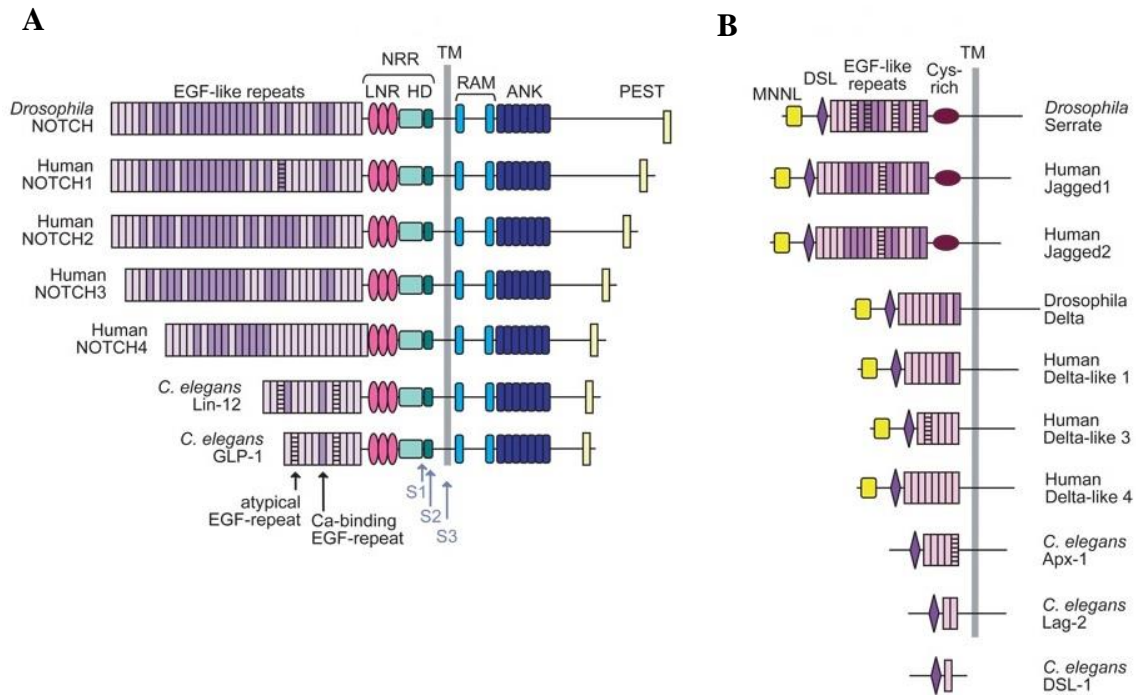 A
TM
NRR
EGF-like repeats
LNR HD
RAM
ANK
PEST
Drosophila
NOTCH
Human
NOTCH1
Human
NOTCH2
Human
NOTCH3
Human
NOTCH4
C. elegans
Lin-12
C. elegans
GLP-1
atypical
EGF-repeat
Ca-binding
EGF-repeat
S1
S2
S3
B
TM
MNNL
DSL
EGF-like
repeats
Cys-
rich
Drosophila
Serrate
Human
Jagged1
Human
Jagged2
Drosophila
Delta
Human
Delta-like 1
Human
Delta-like 3
Human
Delta-like 4
C. elegans
Apx-1
C. elegans
Lag-2
C. elegans
DSL-1